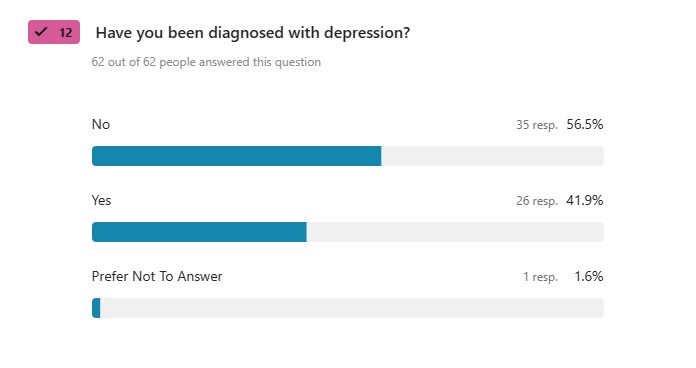 12 Have you been diagnosed with depression?
62 out of 62 people answered this question
No 35 resp. 56.5%
Yes 26 resp. 41.9%
Prefer Not To Answer 1 resp. 1.6%